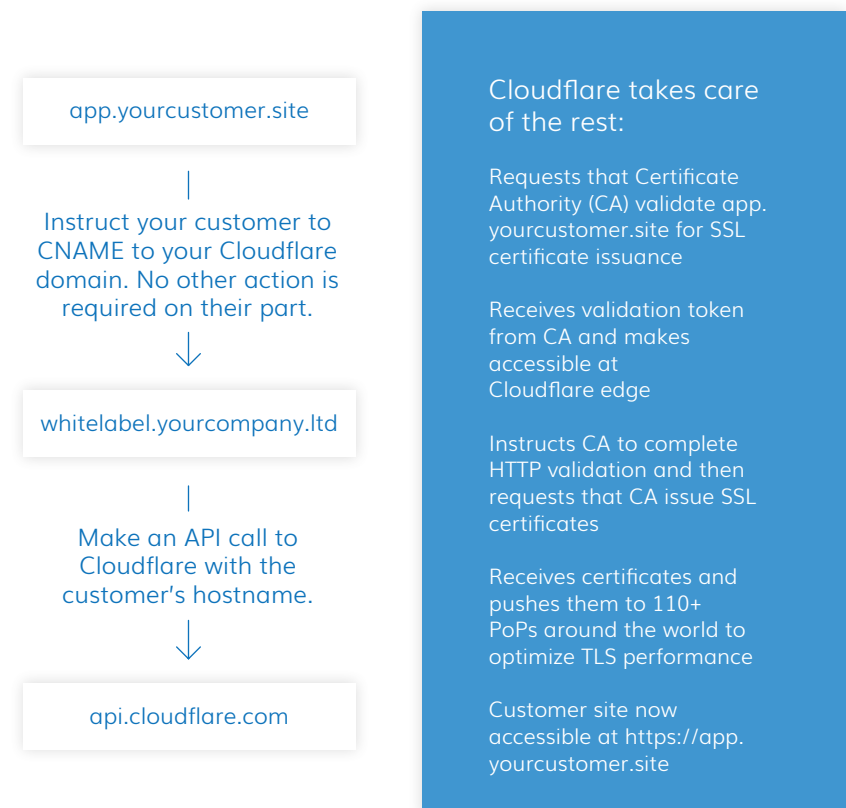 app.yourcustomer.site
Instruct your customer to
CNAME to your Cloudflare
domain. No other action is
required on their part.
whitelabel.yourcompany.ltd
Make an API call to
Cloudflare with the
customer's hostname.
api.cloudflare.com
Cloudflare takes care
of the rest:
Requests that Certificate
Authority (CA) validate app.
yourcustomer.site for SSL
certificate issuance
Receives validation token
from CA and makes
accessible at
Cloudflare edge
Instructs CA to complete
HTTP validation and then
requests that CA issue SSL
certificates
Receives certificates and
pushes them to 110+
PoPs around the world to
optimize TLS performance
Customer site now
accessible at https://app.
yourcustomer.site